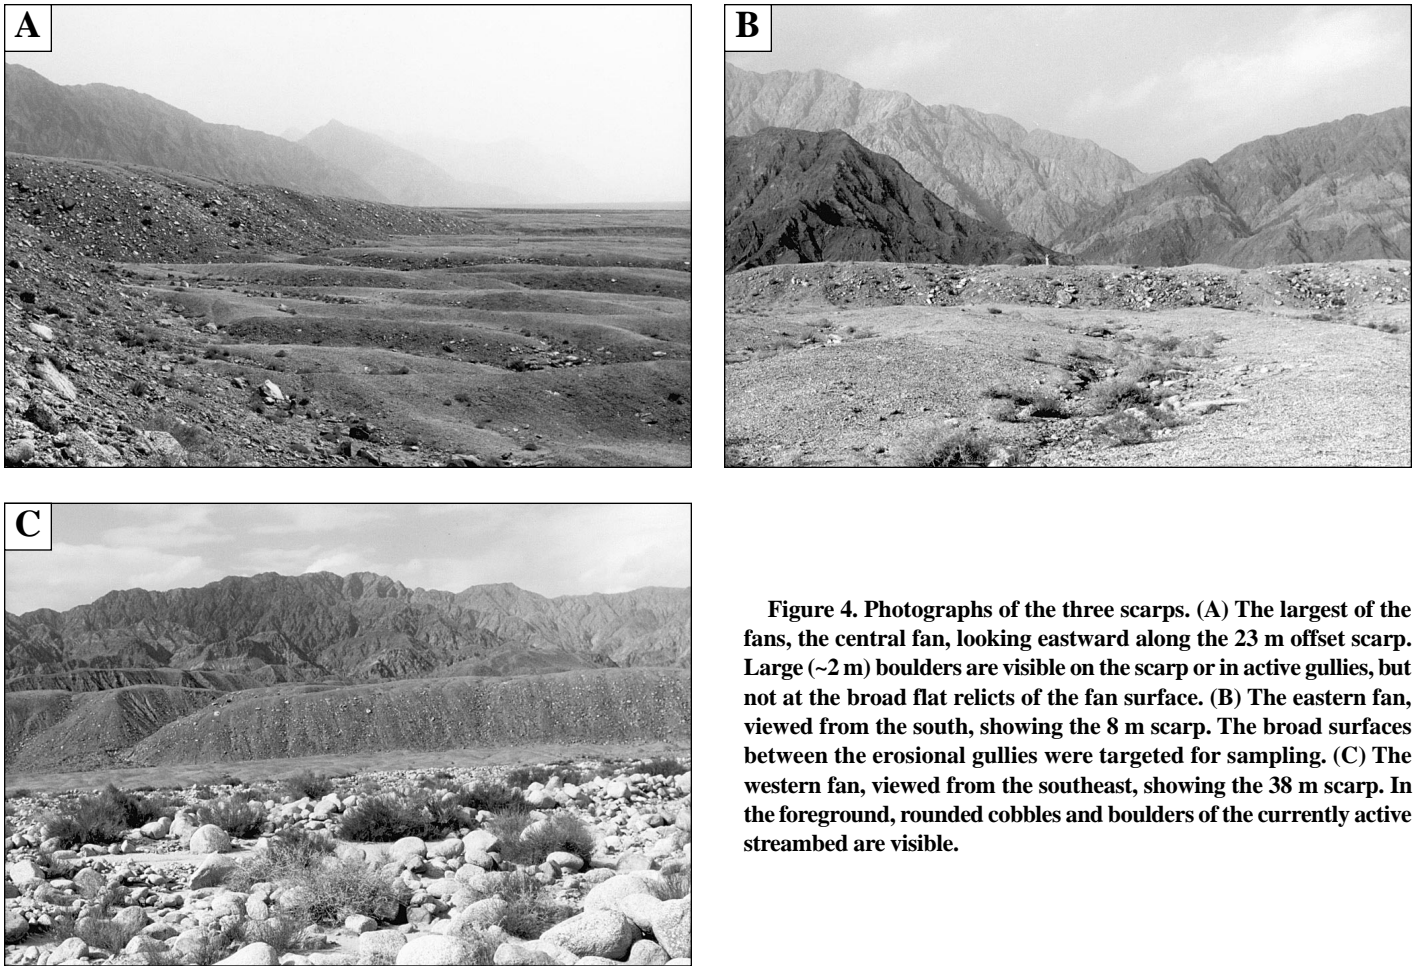 A
B
C
Figure 4. Photographs of the three scarps. (A) The largest of the
fans, the central fan, looking eastward along the 23 m offset scarp.
Large (~2 m) boulders are visible on the scarp or in active gullies, but
not at the broad flat relicts of the fan surface. (B) The eastern fan,
viewed from the south, showing the 8 m scarp. The broad surfaces
between the erosional gullies were targeted for sampling. (C) The
western fan, viewed from the southeast, showing the 38 m scarp. In
the foreground, rounded cobbles and boulders of the currently active
streambed are visible.